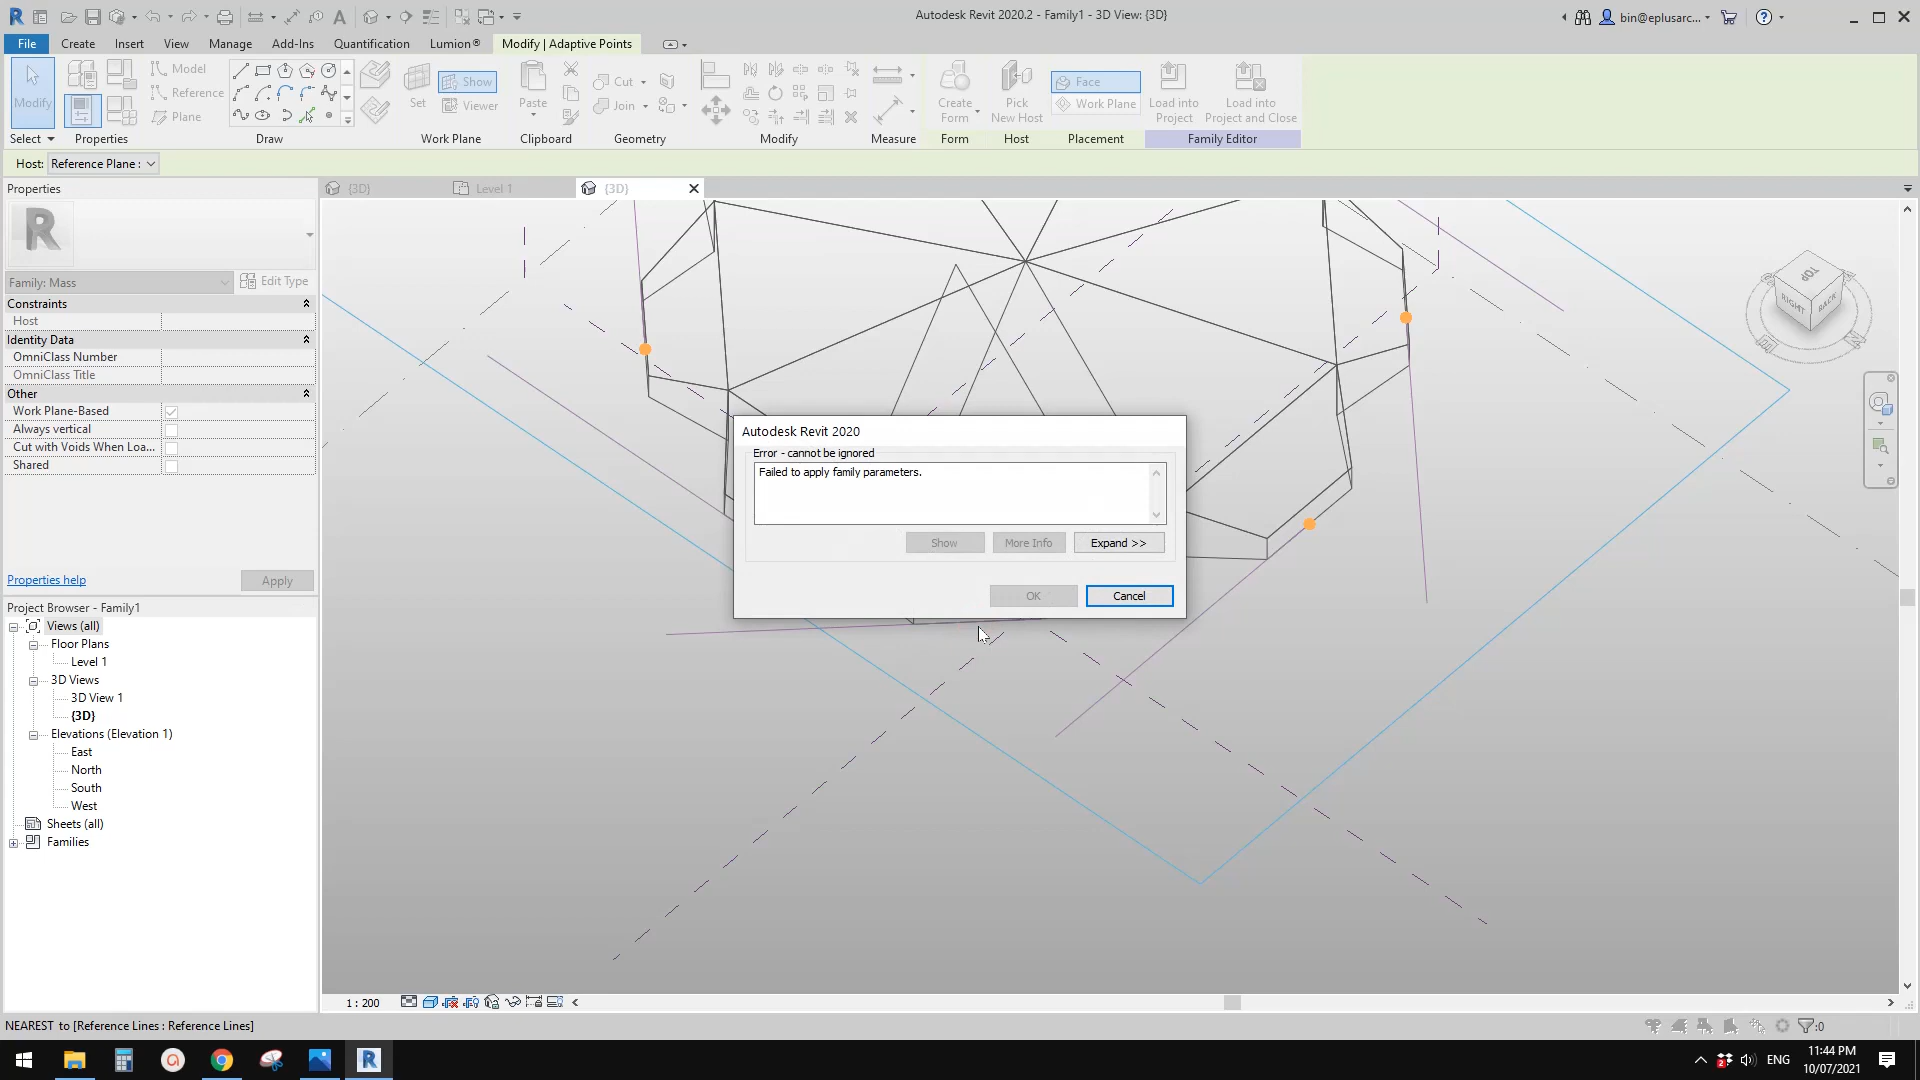 Autodesk Revit 2020.2 - Family1 - 3D View: {3D}
bin@eplusarc...
File Create Insert View Manage Add-Ins Quantification Lumion® Modify | Adaptive Points
Modify
Model
Reference
Plane
Set
Show
Viewer
Paste
Cut
Join
Create
Form
Pick
New Host
Face
Work Plane
Load into
Project
Load into
Project and Close
Select Properties Draw Work Plane Clipboard Geometry Modify Measure Form Host Placement Family Editor
Host: Reference Plane :
Properties
{3D} Level 1 {3D}
R
Family: Mass
Edit Type
Constraints
Host
Identity Data
OmniClass Number
OmniClass Title
Other
Work Plane-Based
Always vertical
Cut with Voids When Loa...
Shared
Properties help
Apply
Project Browser - Family1
Views (all)
Floor Plans
Level 1
3D Views
3D View 1
{3D}
Elevations (Elevation 1)
East
North
South
West
Sheets (all)
Families
TOP
RIGHT
BACK
Autodesk Revit 2020
Error - cannot be ignored
Failed to apply family parameters.
Show
More Info
Expand >>
OK
Cancel
1 : 200
NEAREST to [Reference Lines : Reference Lines]
:0
ENG
11:44 PM
10/07/2021